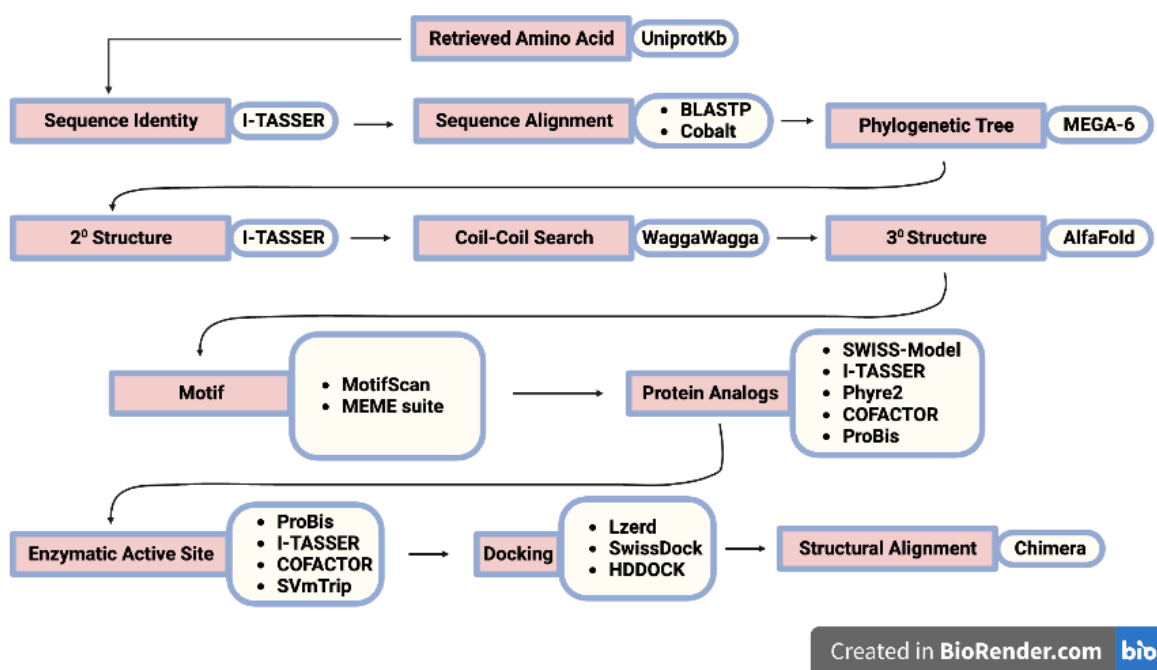 Retrieved Amino Acid UniprotKb
Sequence Identity I-TASSER Sequence Alignment • BLASTP
• Cobalt
Phylogenetic Tree MEGA-6
2⁰ Structure I-TASSER Coil-Coil Search WaggaWagga 3⁰ Structure AlfaFold
Motif
• MotifScan
• MEME suite
Protein Analogs
• SWISS-Model
• I-TASSER
• Phyre2
• COFACTOR
• ProBis
Enzymatic Active Site
• ProBis
• I-TASSER
• COFACTOR
• SVmTrip
Docking
• Lzerd
• SwissDock
• HDDOCK
Structural Alignment Chimera
Created in BioRender.com bio